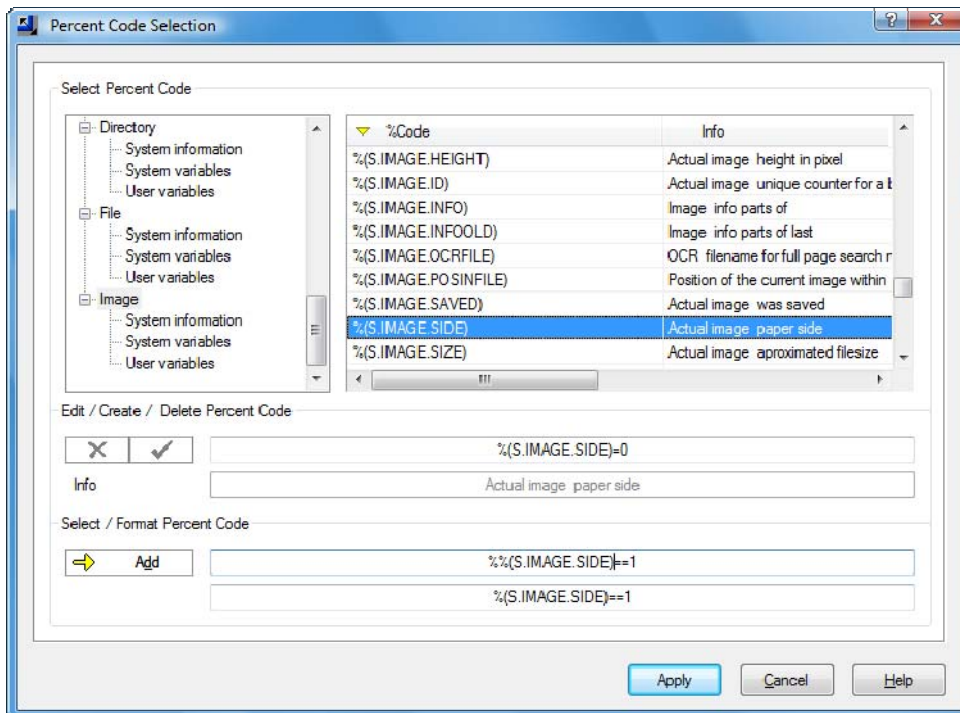 Percent Code Selection
Select Percent Code
Directory
System information
System variables
User variables
File
System information
System variables
User variables
Image
System information
System variables
User variables
%Code Info
%(S.IMAGE.HEIGHT) Actual image height in pixel
%(S.IMAGE.ID) Actual image unique counter for a
%(S.IMAGE.INFO) Image info parts of
%(S.IMAGE.INFOOLD) Image info parts of last
%(S.IMAGE.OCRFILE) OCR filename for full page search
%(S.IMAGE.POSINFILE) Position of the current image within
%(S.IMAGE.SAVED) Actual image was saved
%(S.IMAGE.SIDE) Actual image paper side
%(S.IMAGE.SIZE) Actual image aproximated filesize
Edit / Create / Delete Percent Code
%(S.IMAGE.SIDE)=0
Info Actual image paper side
Select / Format Percent Code
Add %%(S.IMAGE.SIDE)==1
%(S.IMAGE.SIDE)==1
Apply Cancel Help